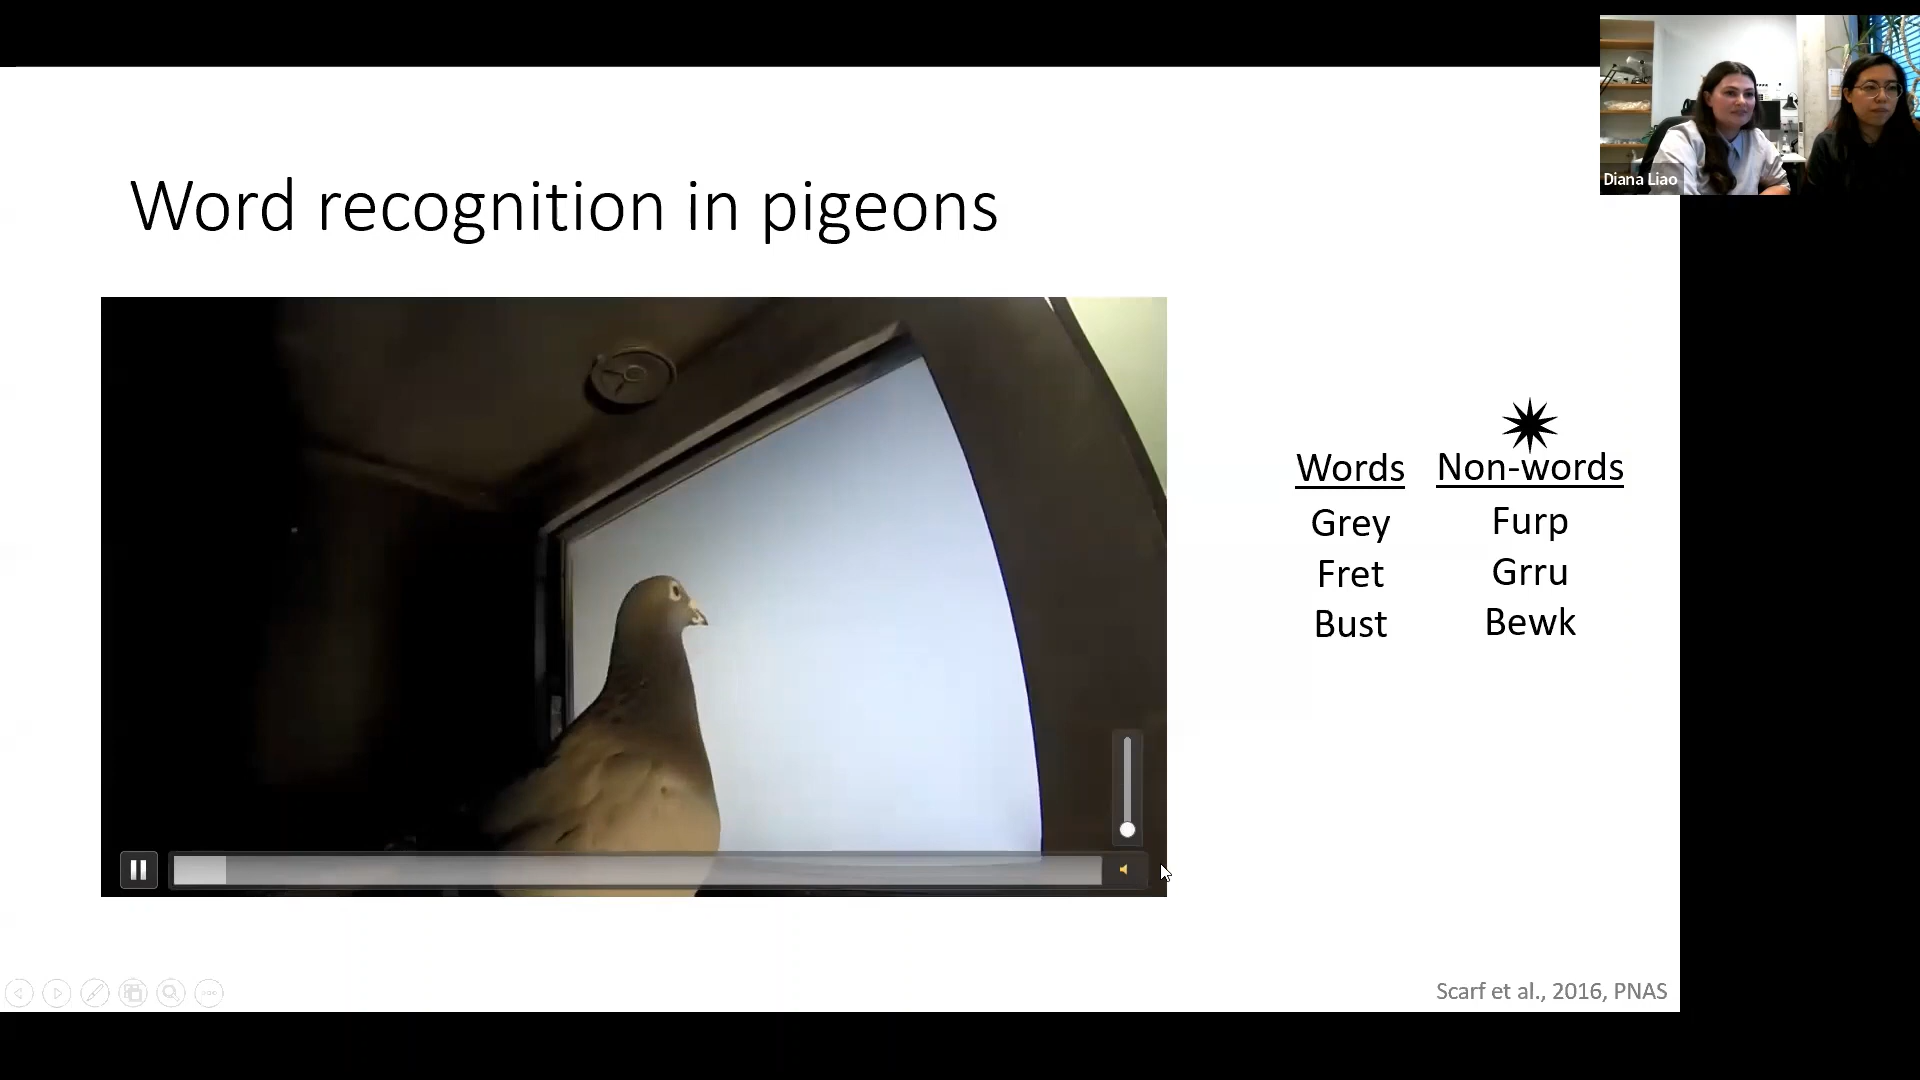 Diana Liao
Word recognition in pigeons
Words Non-words
Grey Furp
Fret Grru
Bust Bewk
Scarf et al., 2016, PNAS